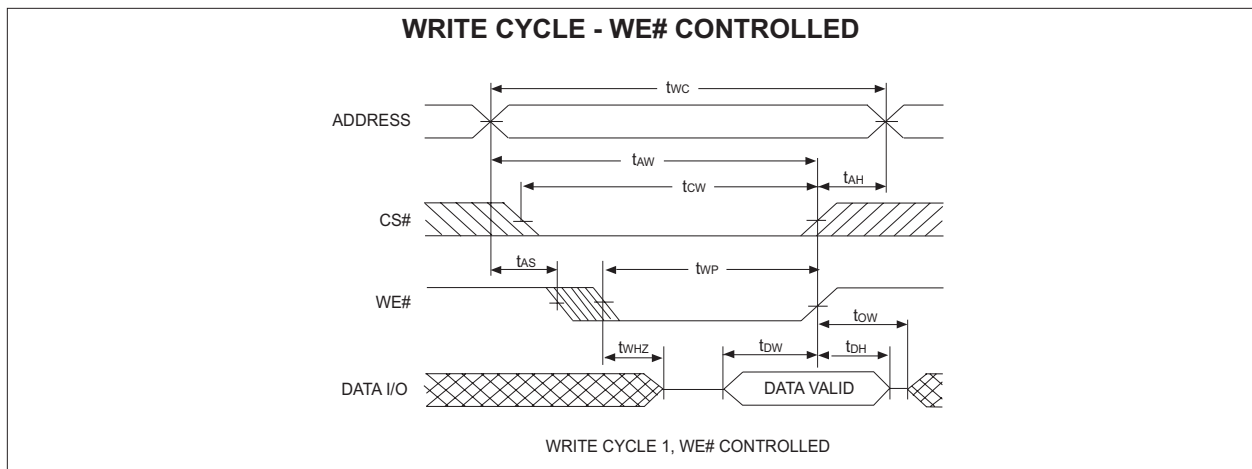 WRITE CYCLE - WE# CONTROLLED
tWC
ADDRESS
tAW
tCW
tAH
CS#
tAS
tWP
WE#
tOW
tWHZ
tDW
tDH
DATA I/O
DATA VALID
WRITE CYCLE 1, WE# CONTROLLED